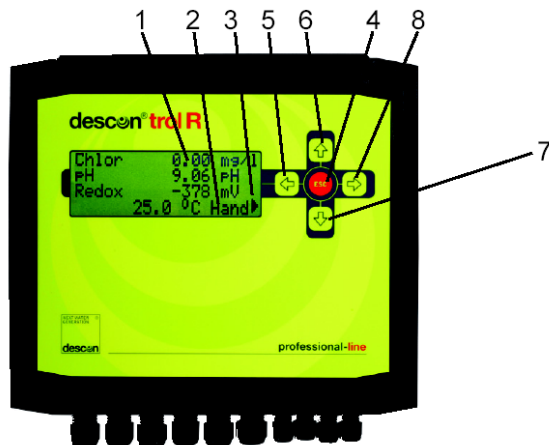 1 2 3 5 6 4 8
7
descon® trol R
Chlor 0.00 mg/l
pH 9.06 pH
Redox -378 mV
25.0 °C Hand
ESC
descon
professional-line